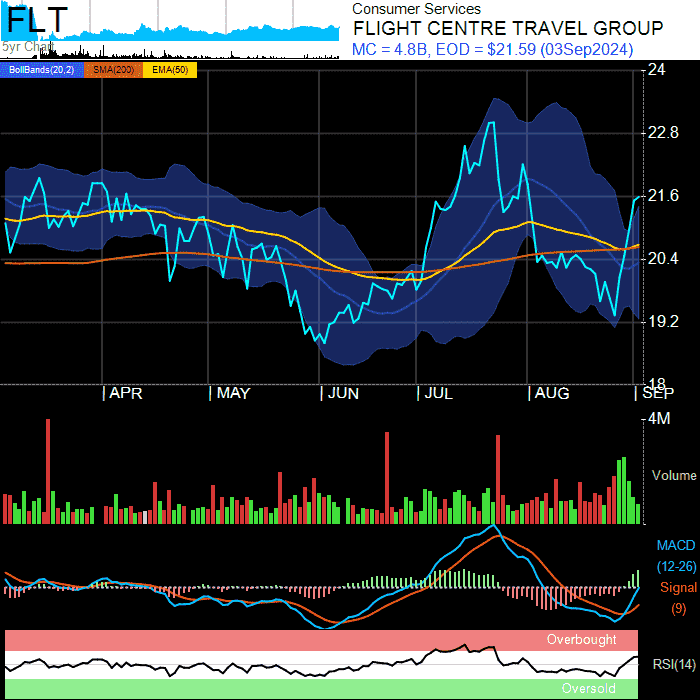 FLT
5yr Chart
Consumer Services
FLIGHT CENTRE TRAVEL GROUP
MC = 4.8B, EOD = $21.59 (03Sep2024)
BollBands(20,2) SMA(200) EMA(50)
24
22.8
21.6
20.4
19.2
18
APR MAY JUN JUL AUG SEP
4M
Volume
MACD
(12-26)
Signal
(9)
Overbought
RSI(14)
Oversold